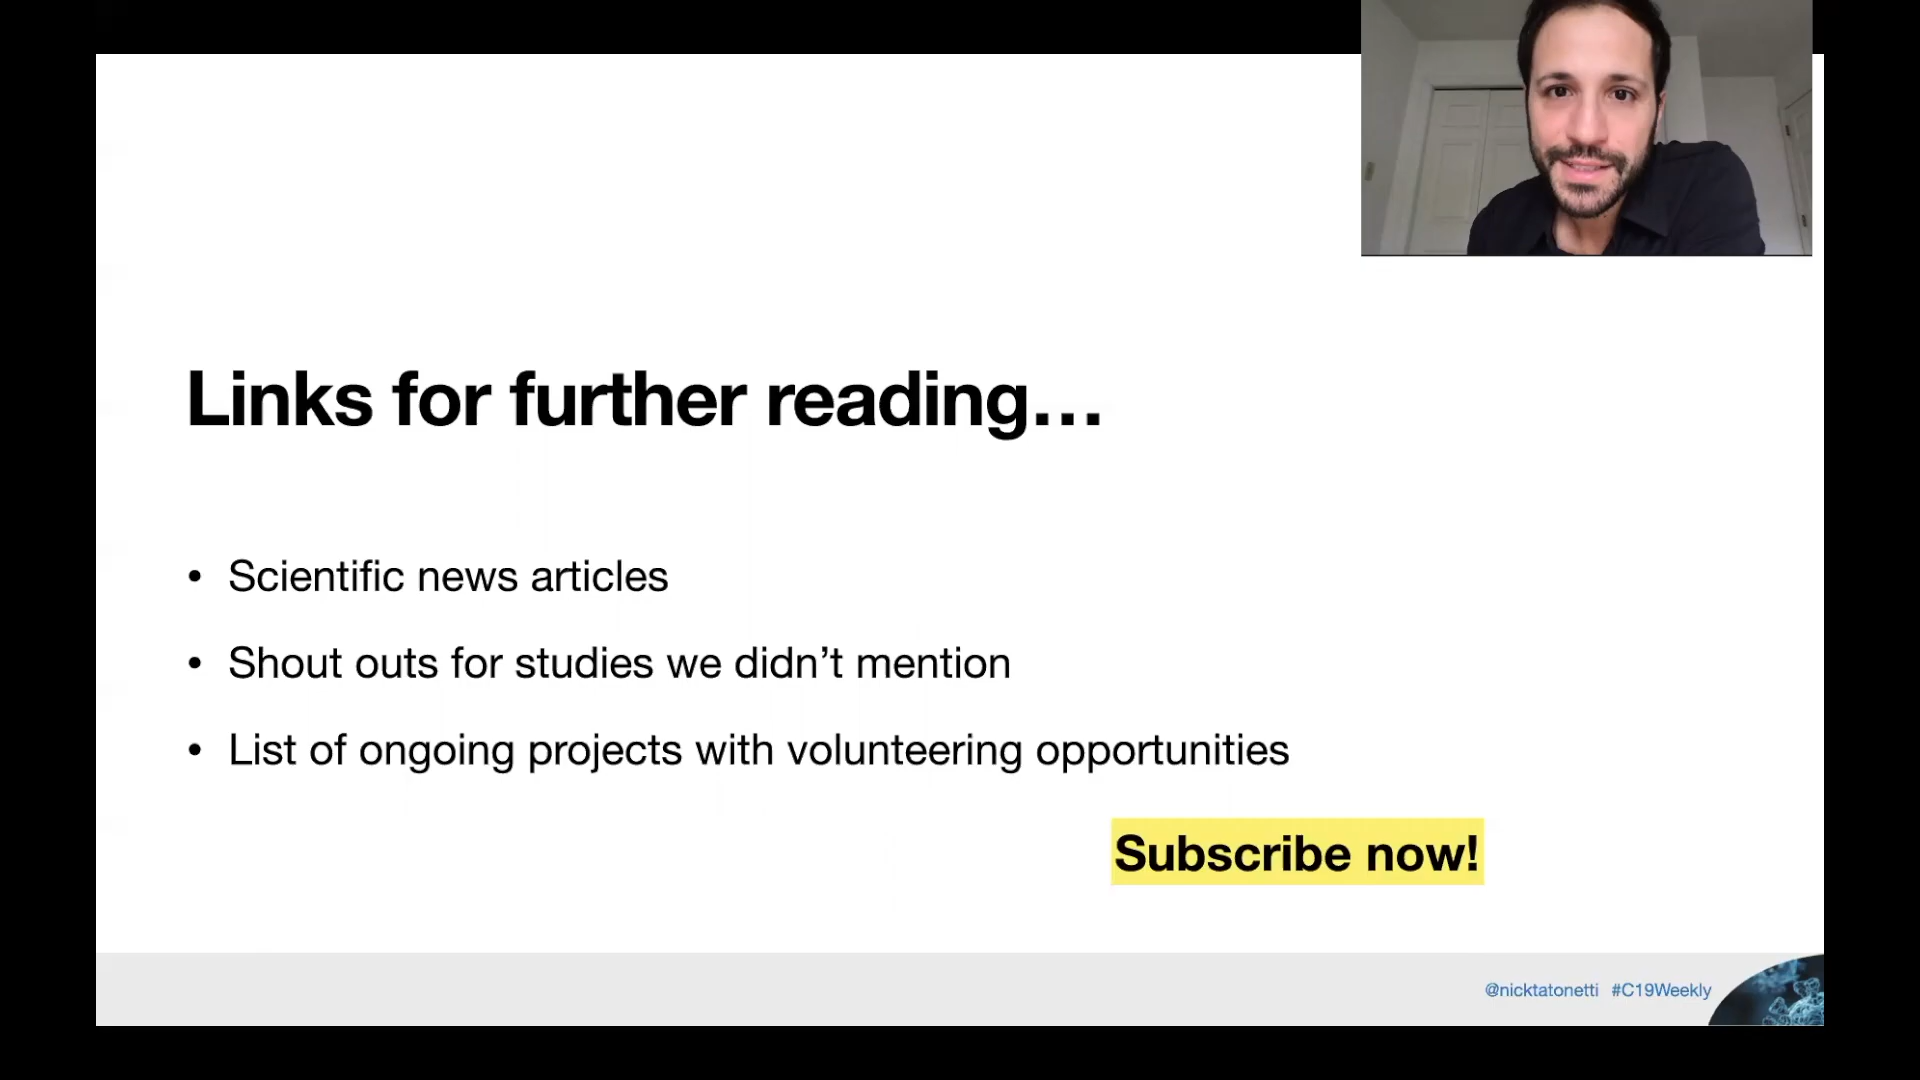 Links for further reading…
• Scientific news articles
• Shout outs for studies we didn’t mention
• List of ongoing projects with volunteering opportunities
Subscribe now!
@nicktatonetti #C19Weekly